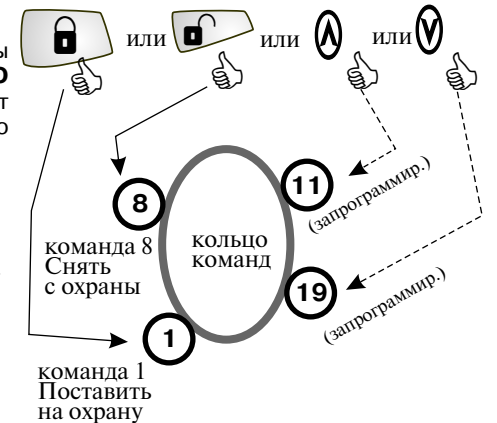 или или или
ы
о
т
о
8
11
(запрограммир.)
команда 8
Снять
с охраны
кольцо
команд
19
(запрограммир.)
1
команда 1
Поставить
на охрану